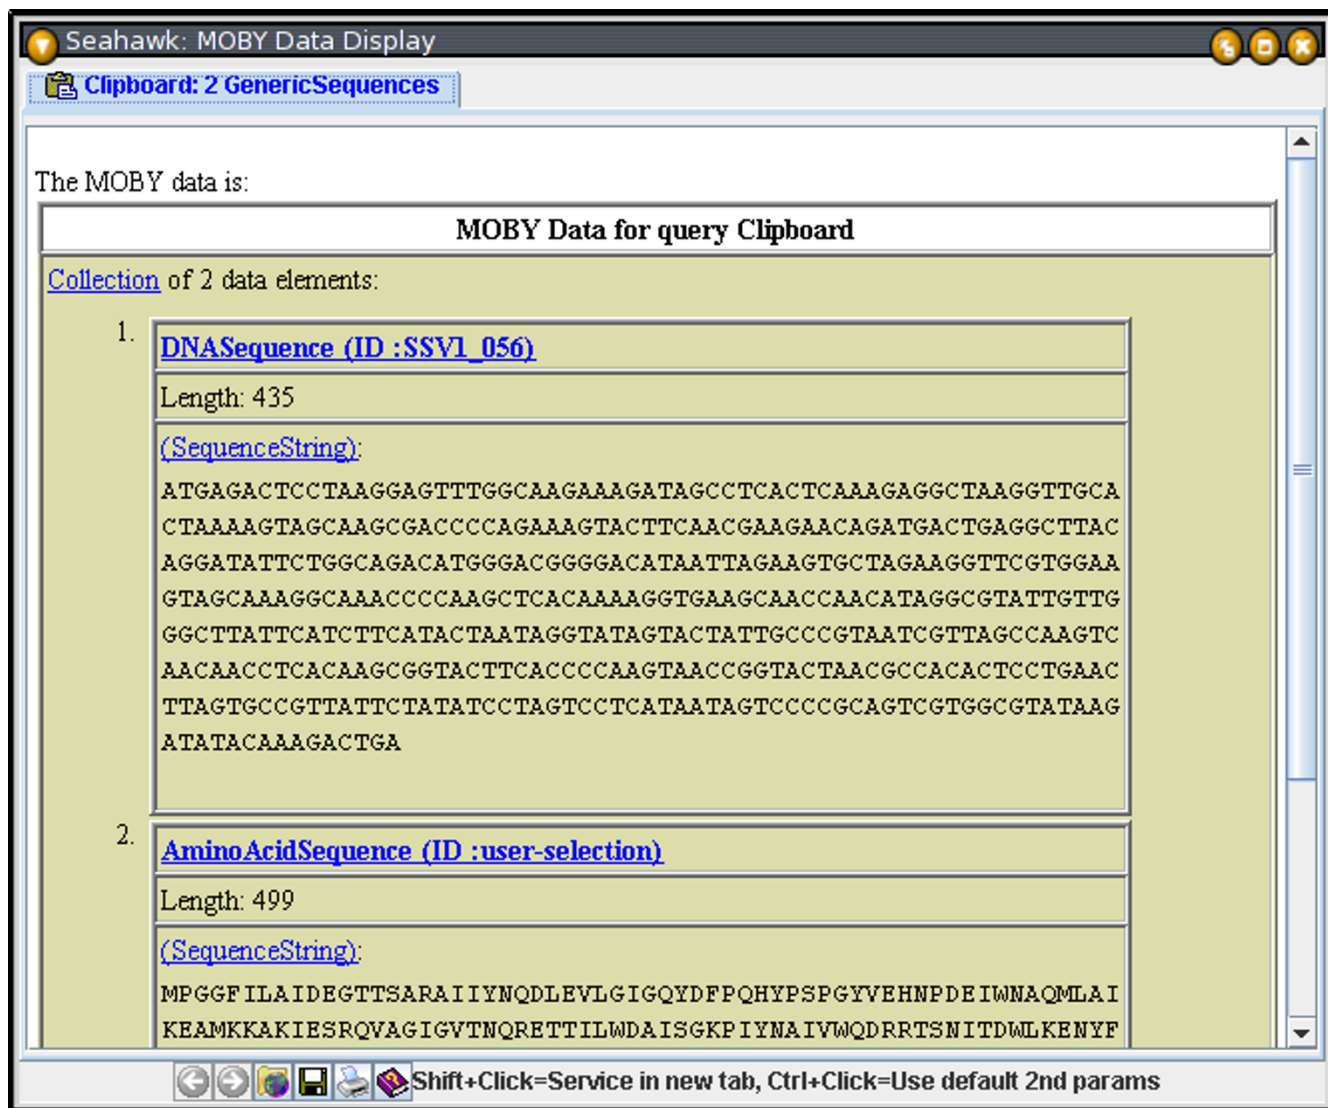 Seahawk: MOBY Data Display
Clipboard: 2 GenericSequences
The MOBY data is:
MOBY Data for query Clipboard
Collection of 2 data elements:
1.
DNASequence (ID :SSV1_056)
Length: 435
(SequenceString):
ATGAGACTCCTAAGGAGTTTGGCAAGAAAGATAGCCTCACTCAAAGAGGCTAAGGTTGCA
CTAAAAGTAGCAAGCGACCCCAGAAAGTACTTCAACGAAGAACAGATGACTGAGGCTTAC
AGGATATTCTGGCAGACATGGGACGGGGACATAATTAGAAGTGCTAGAAGGTTCGTGGAA
GTAGCAAAGGCAAACCCCAAGCTCACAAAAGGTGAAGCAACCAACATAGGCGTATTGTTG
GGCTTATTCATCTTCATACTAATAGGTATAGTACTATTGCCCGTAATCGTTAGCCAAGTC
AACAACCTCACAAGCGGTACTTCACCCCAAGTAACCGGTACTAACGCCACACTCCTGAAC
TTAGTGCCGTTATTCTATATCCTAGTCCTCATAATAGTCCCCGCAGTCGTGGCGTATAAG
ATATACAAAGACTGA
2.
AminoAcidSequence (ID :user-selection)
Length: 499
(SequenceString):
MPGGFILAIDEGTTSARAIIYNQDLEVLGIGQYDFPQHYPSPGYVEHNPDEIWNAQMLAI
KEAMKKAKIESRQVAGIGVTNQRETTILWDAISGKPIYNAIVWQDRRTSNITDWLKENYF
Shift+Click=Service in new tab, Ctrl+Click=Use default 2nd params